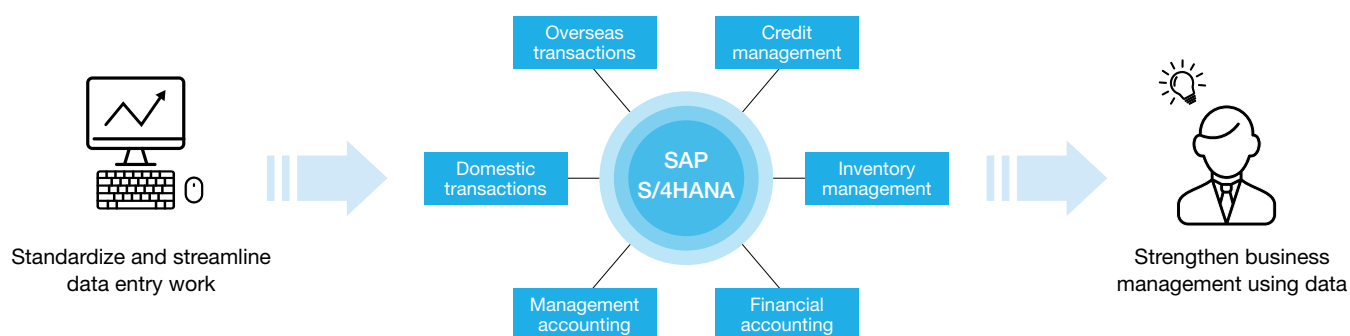 Overseas
transactions
Credit
management
Domestic
transactions
SAP
S/4HANA
Inventory
management
Standardize and streamline
data entry work
Strengthen business
management using data
Management
accounting
Financial
accounting